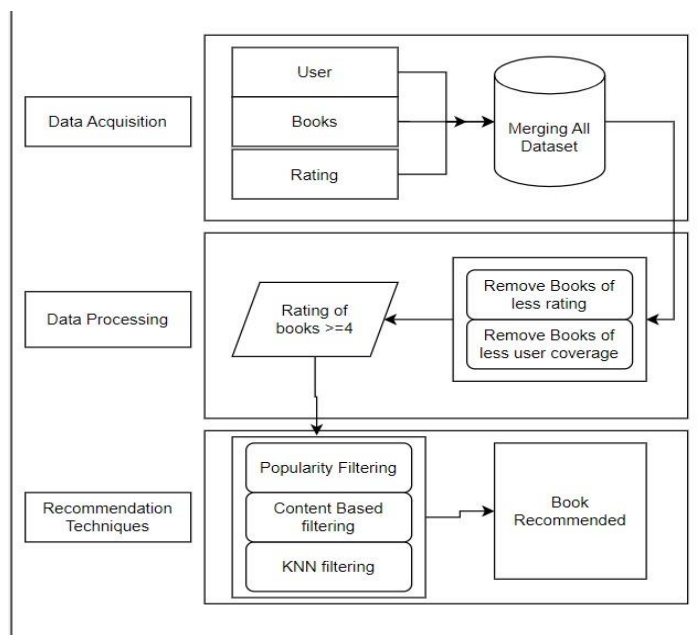 Data Acquisition
User
Books
Rating
Merging All
Dataset
Data Processing
Rating of
books >=4
Remove Books of
less rating
Remove Books of
less user coverage
Recommendation
Techniques
Popularity Filtering
Content Based
filtering
KNN filtering
Book
Recommended